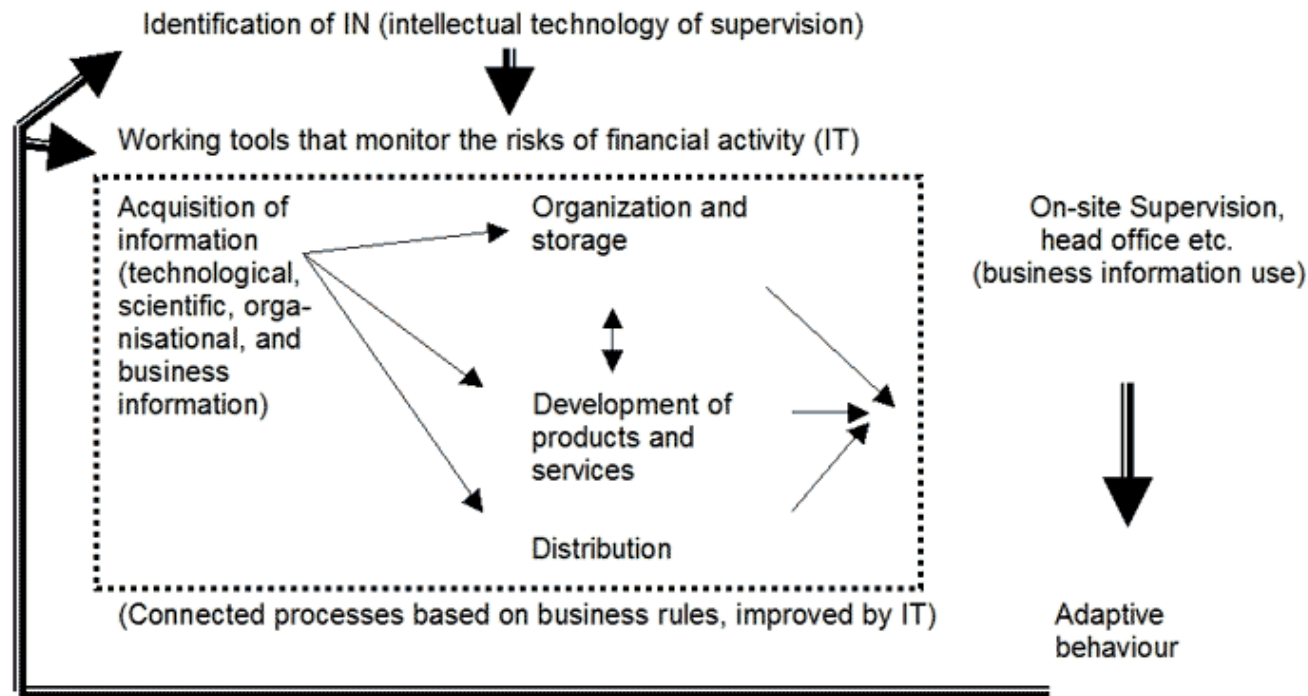 Identification of IN (intellectual technology of supervision)
Working tools that monitor the risks of financial activity (IT)
Acquisition of
information
(technological,
scientific, orga-
nisational, and
business
information)
Organization and
storage
Development of
products and
services
Distribution
On-site Supervision,
head office etc.
(business information use)
(Connected processes based on business rules, improved by IT)
Adaptive
behaviour